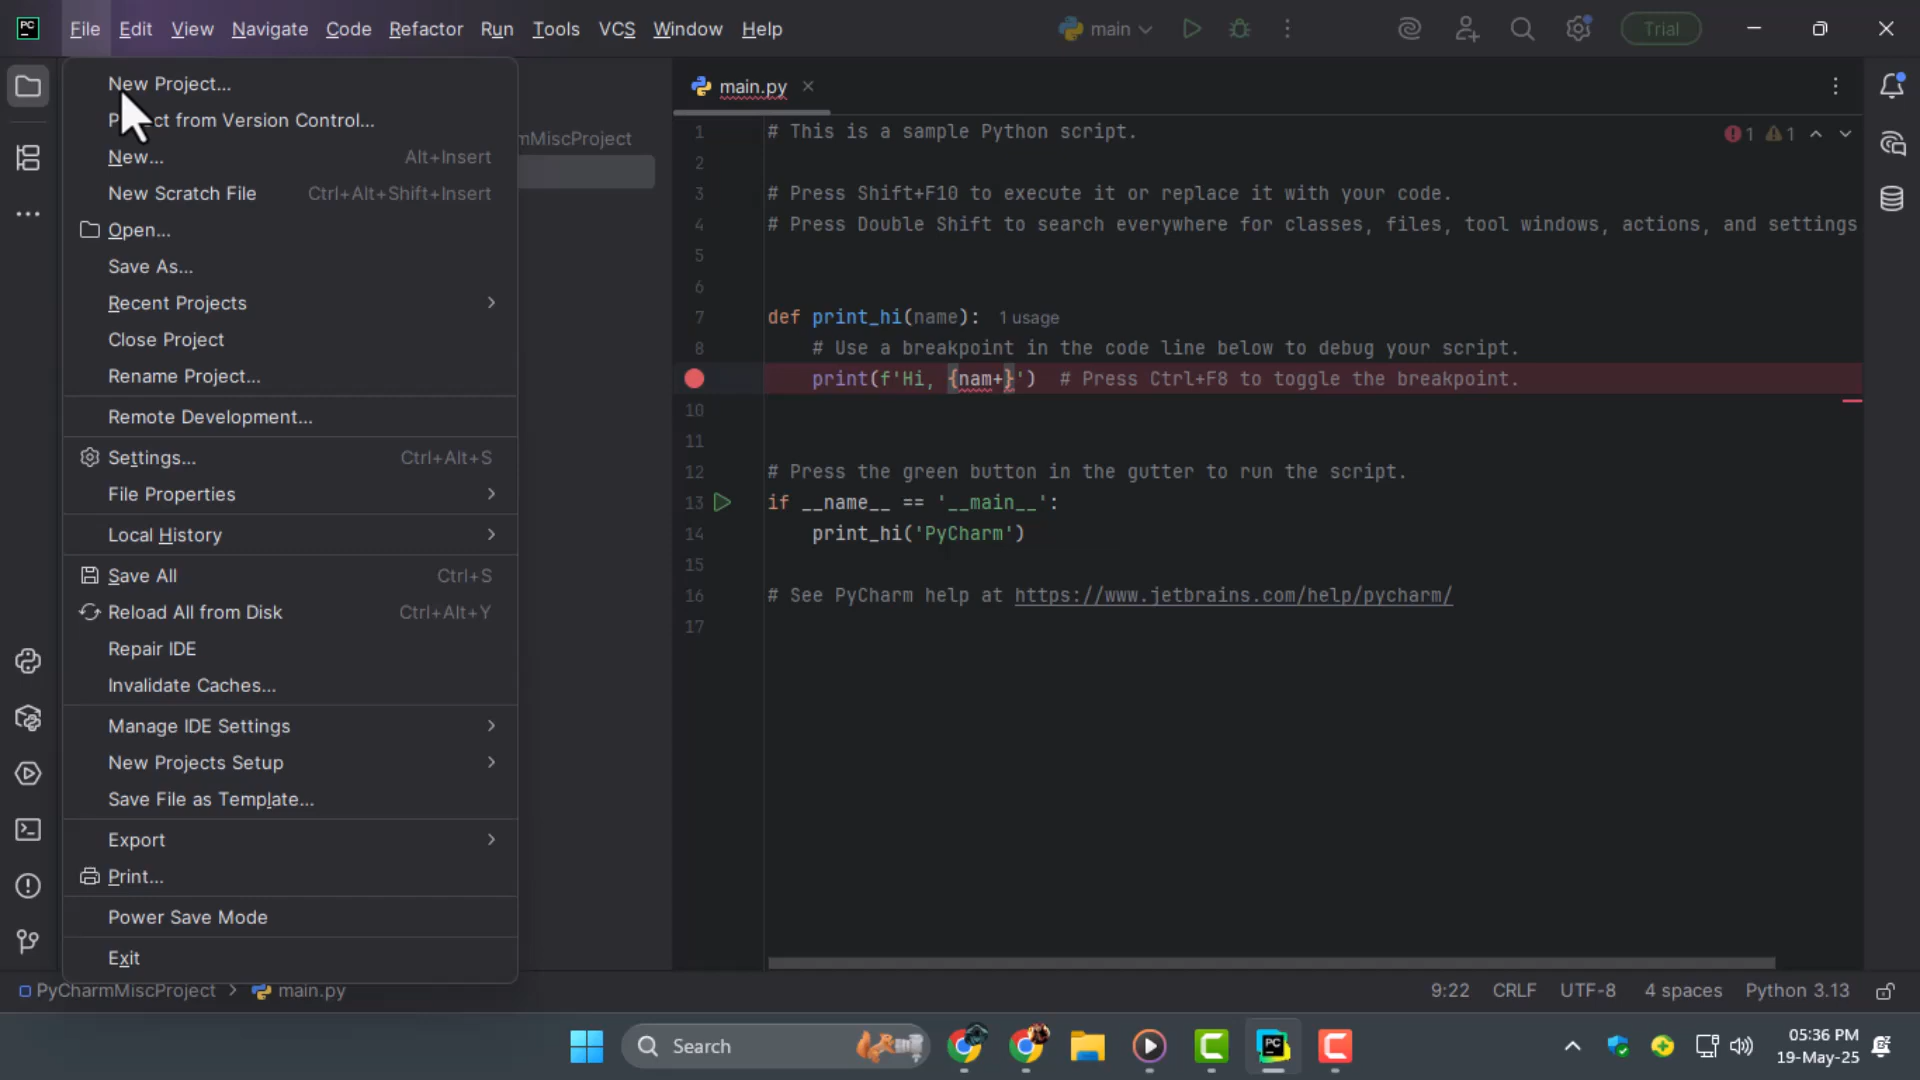 PC File Edit View Navigate Code Refactor Run Tools VCS Window Help main Trial
New Project...
ct from Version Control...
New... Alt+Insert
New Scratch File Ctrl+Alt+Shift+Insert
Open...
Save As...
Recent Projects
Close Project
Rename Project...
Remote Development...
Settings... Ctrl+Alt+S
File Properties
Local History
Save All Ctrl+S
Reload All from Disk Ctrl+Alt+Y
Repair IDE
Invalidate Caches...
Manage IDE Settings
New Projects Setup
Save File as Template...
Export
Print...
Power Save Mode
Exit
mMiscProject
main.py
1 # This is a sample Python script. 1 1
2
3 # Press Shift+F10 to execute it or replace it with your code.
4 # Press Double Shift to search everywhere for classes, files, tool windows, actions, and settings
5
6
7 def print_hi(name): 1 usage
8 # Use a breakpoint in the code line below to debug your script.
print(f'Hi, {nam+}') # Press Ctrl+F8 to toggle the breakpoint.
10
11
12 # Press the green button in the gutter to run the script.
13 if __name__ == '__main__':
14 print_hi('PyCharm')
15
16 # See PyCharm help at https://www.jetbrains.com/help/pycharm/
17
PyCharmMiscProject > main.py 9:22 CRLF UTF-8 4 spaces Python 3.13
Search PC 05:36 PM
19-May-25